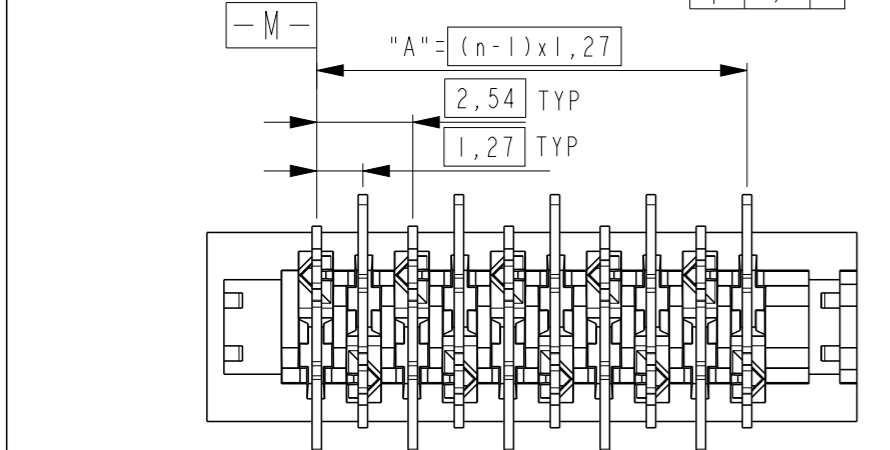 -M-
"A"= (n-1)x1,27
2,54 TYP
1,27 TYP